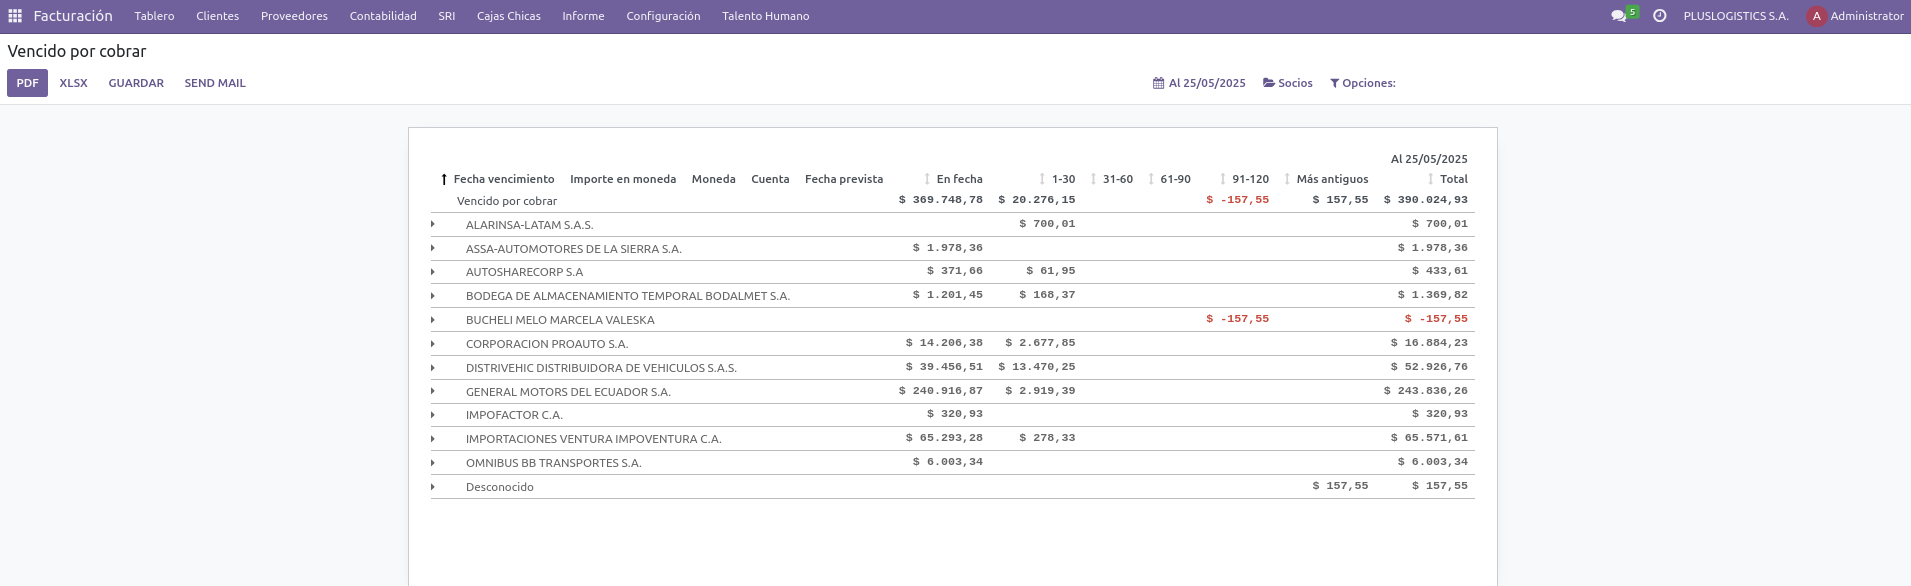 Facturación Tablero Clientes Proveedores Contabilidad SRI Cajas Chicas Informe Configuración Talento Humano 5 PLUSLOGISTICS S.A. A Administrator
Vencido por cobrar
PDF XLSX GUARDAR SEND MAIL Al 25/05/2025 Socios Opciones:
Al 25/05/2025
Fecha vencimiento Importe en moneda Moneda Cuenta Fecha prevista En fecha 1-30 31-60 61-90 91-120 Más antiguos Total
Vencido por cobrar $ 369.748,78 $ 20.276,15 $ -157,55 $ 157,55 $ 390.024,93
ALARINSA-LATAM S.A.S. $ 700,01 $ 700,01
ASSA-AUTOMOTORES DE LA SIERRA S.A. $ 1.978,36 $ 1.978,36
AUTOSHARECORP S.A $ 371,66 $ 61,95 $ 433,61
BODEGA DE ALMACENAMIENTO TEMPORAL BODALMET S.A. $ 1.201,45 $ 168,37 $ 1.369,82
BUCHELI MELO MARCELA VALESKA $ -157,55 $ -157,55
CORPORACION PROAUTO S.A. $ 14.206,38 $ 2.677,85 $ 16.884,23
DISTRIVEHIC DISTRIBUIDORA DE VEHICULOS S.A.S. $ 39.456,51 $ 13.470,25 $ 52.926,76
GENERAL MOTORS DEL ECUADOR S.A. $ 240.916,87 $ 2.919,39 $ 243.836,26
IMPOFACTOR C.A. $ 320,93 $ 320,93
IMPORTACIONES VENTURA IMPOVENTURA C.A. $ 65.293,28 $ 278,33 $ 65.571,61
OMNIBUS BB TRANSPORTES S.A. $ 6.003,34 $ 6.003,34
Desconocido $ 157,55 $ 157,55